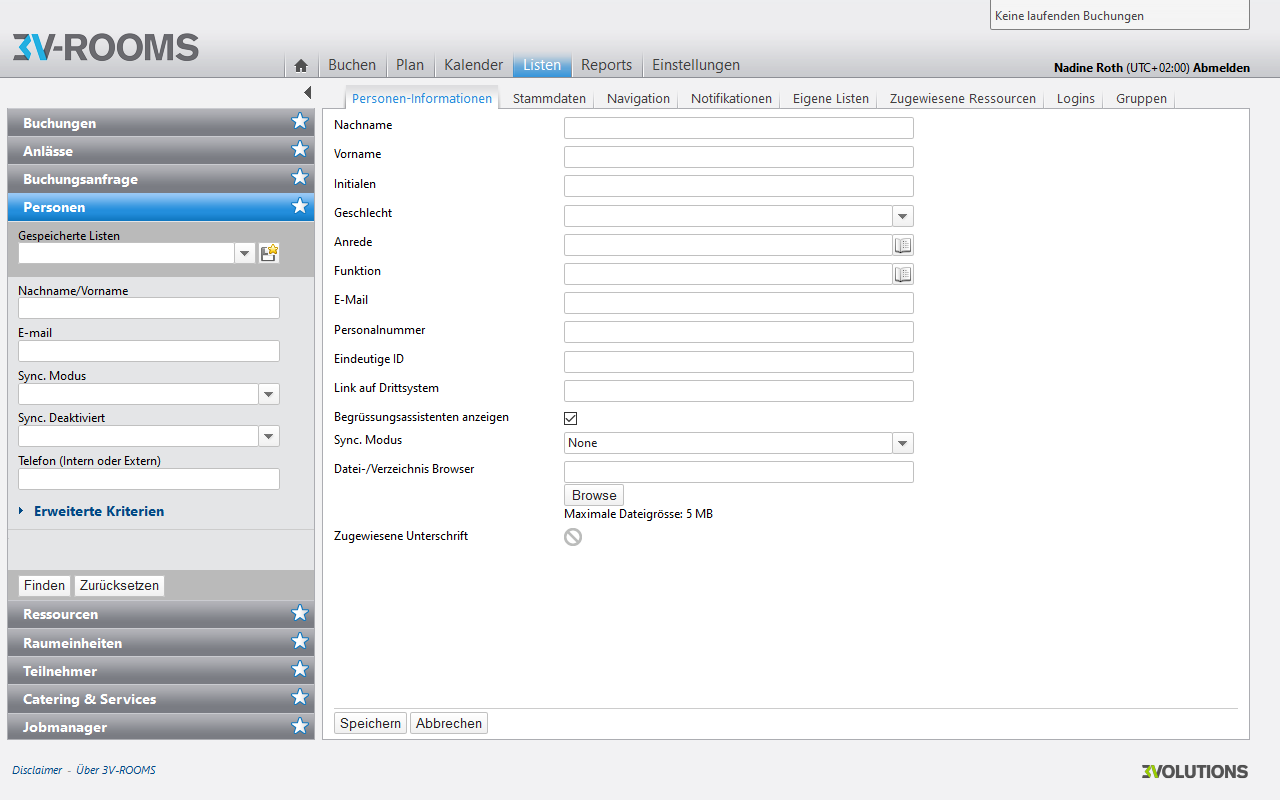 Keine laufenden Buchungen
3V-ROOMS
Buchen Plan Kalender Listen Reports Einstellungen
Nadine Roth (UTC+02:00) Abmelden
Personen-Informationen Stammdaten Navigation Notifikationen Eigene Listen Zugewiesene Ressourcen Logins Gruppen
Buchungen
Anlässe
Buchungsanfrage
Personen
Gespeicherte Listen
Nachname/Vorname
E-mail
Sync. Modus
Sync. Deaktiviert
Telefon (Intern oder Extern)
Erweiterte Kriterien
Finden Zurücksetzen
Ressourcen
Raumeinheiten
Teilnehmer
Catering & Services
Jobmanager
Nachname
Vorname
Initialen
Geschlecht
Anrede
Funktion
E-Mail
Personalnummer
Eindeutige ID
Link auf Drittsystem
Begrüssungsassistenten anzeigen
Sync. Modus None
Datei-/Verzeichnis Browser
Browse
Maximale Dateigrösse: 5 MB
Zugewiesene Unterschrift
Speichern Abbrechen
Disclaimer - Über 3V-ROOMS
3VOLUTIONS